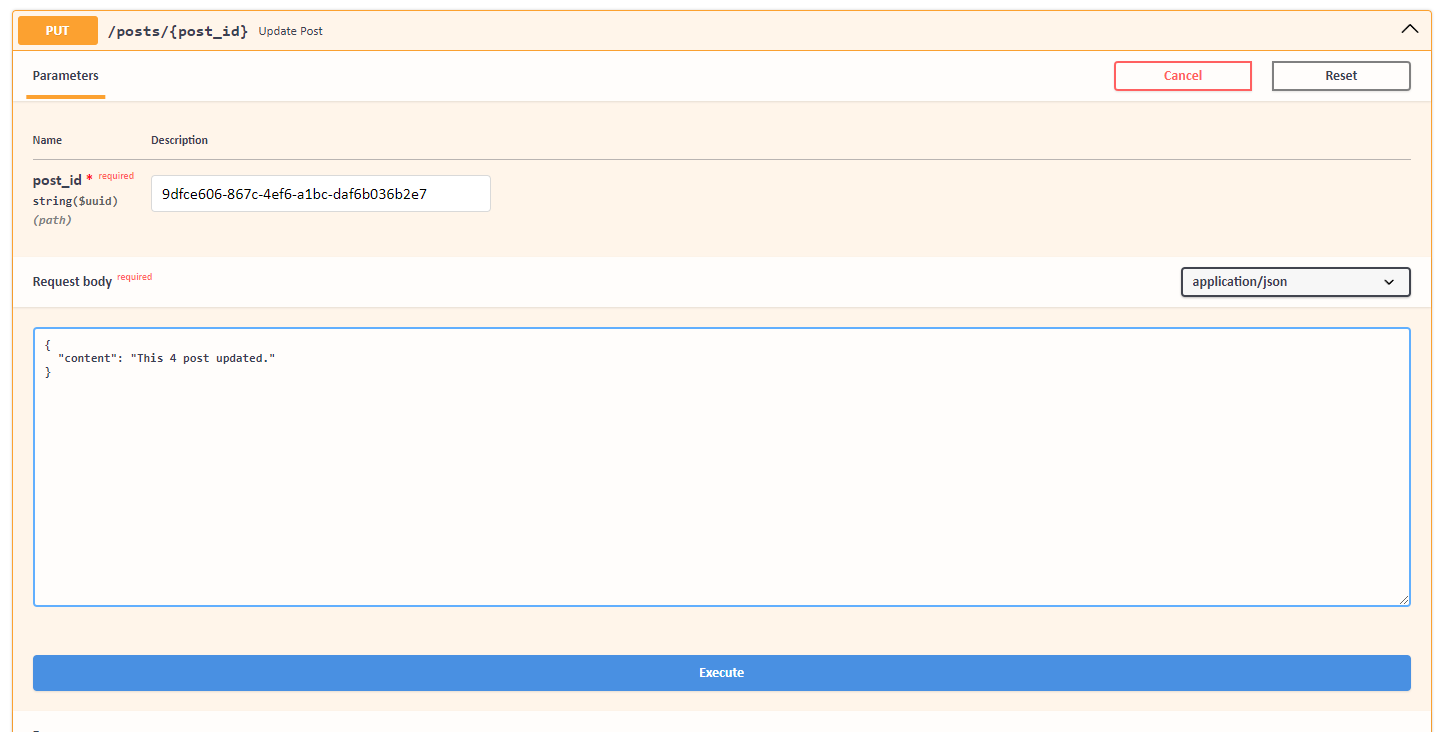 PUT /posts/{post_id} Update Post
Parameters
Cancel
Reset
Name Description
post_id * required
string($uuid)
(path)
9dfce606-867c-4ef6-a1bc-daf6b036b2e7
Request body required
application/json
{
"content": "This 4 post updated."
}
Execute